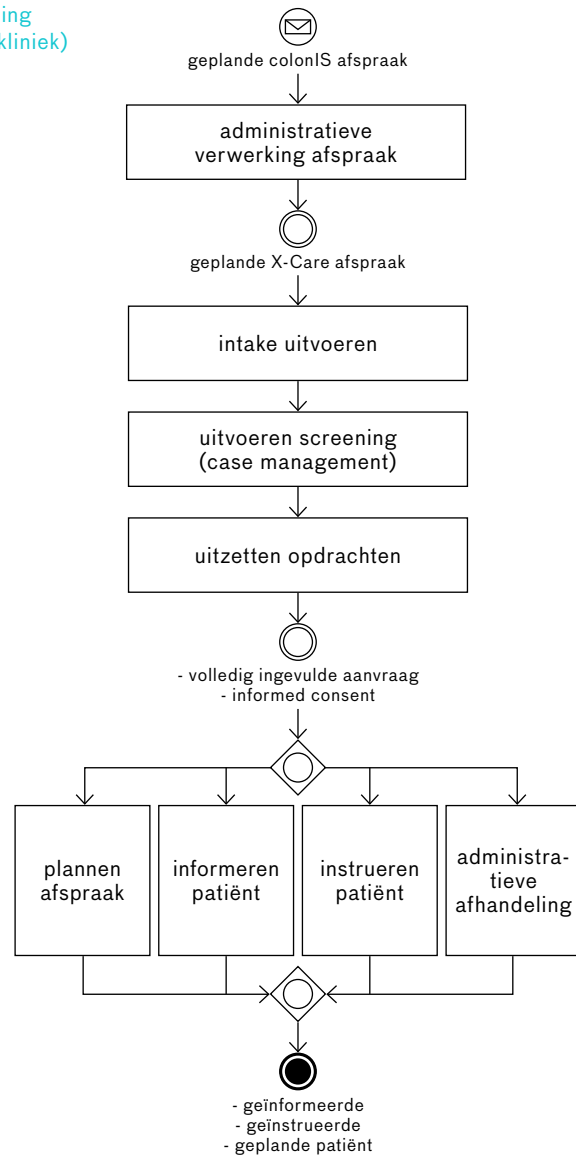 ing
kliniek)
geplande colonIS afspraak
administratieve
verwerking afspraak
geplande X-Care afspraak
intake uitvoeren
uitvoeren screening
(case management)
uitzetten opdrachten
- volledig ingevulde aanvraag
- informed consent
plannen
afspraak
informeren
patiënt
instrueren
patiënt
administra-
tieve
afhandeling
- geïnformeerde
- geïnstrueerde
- geplande patiënt